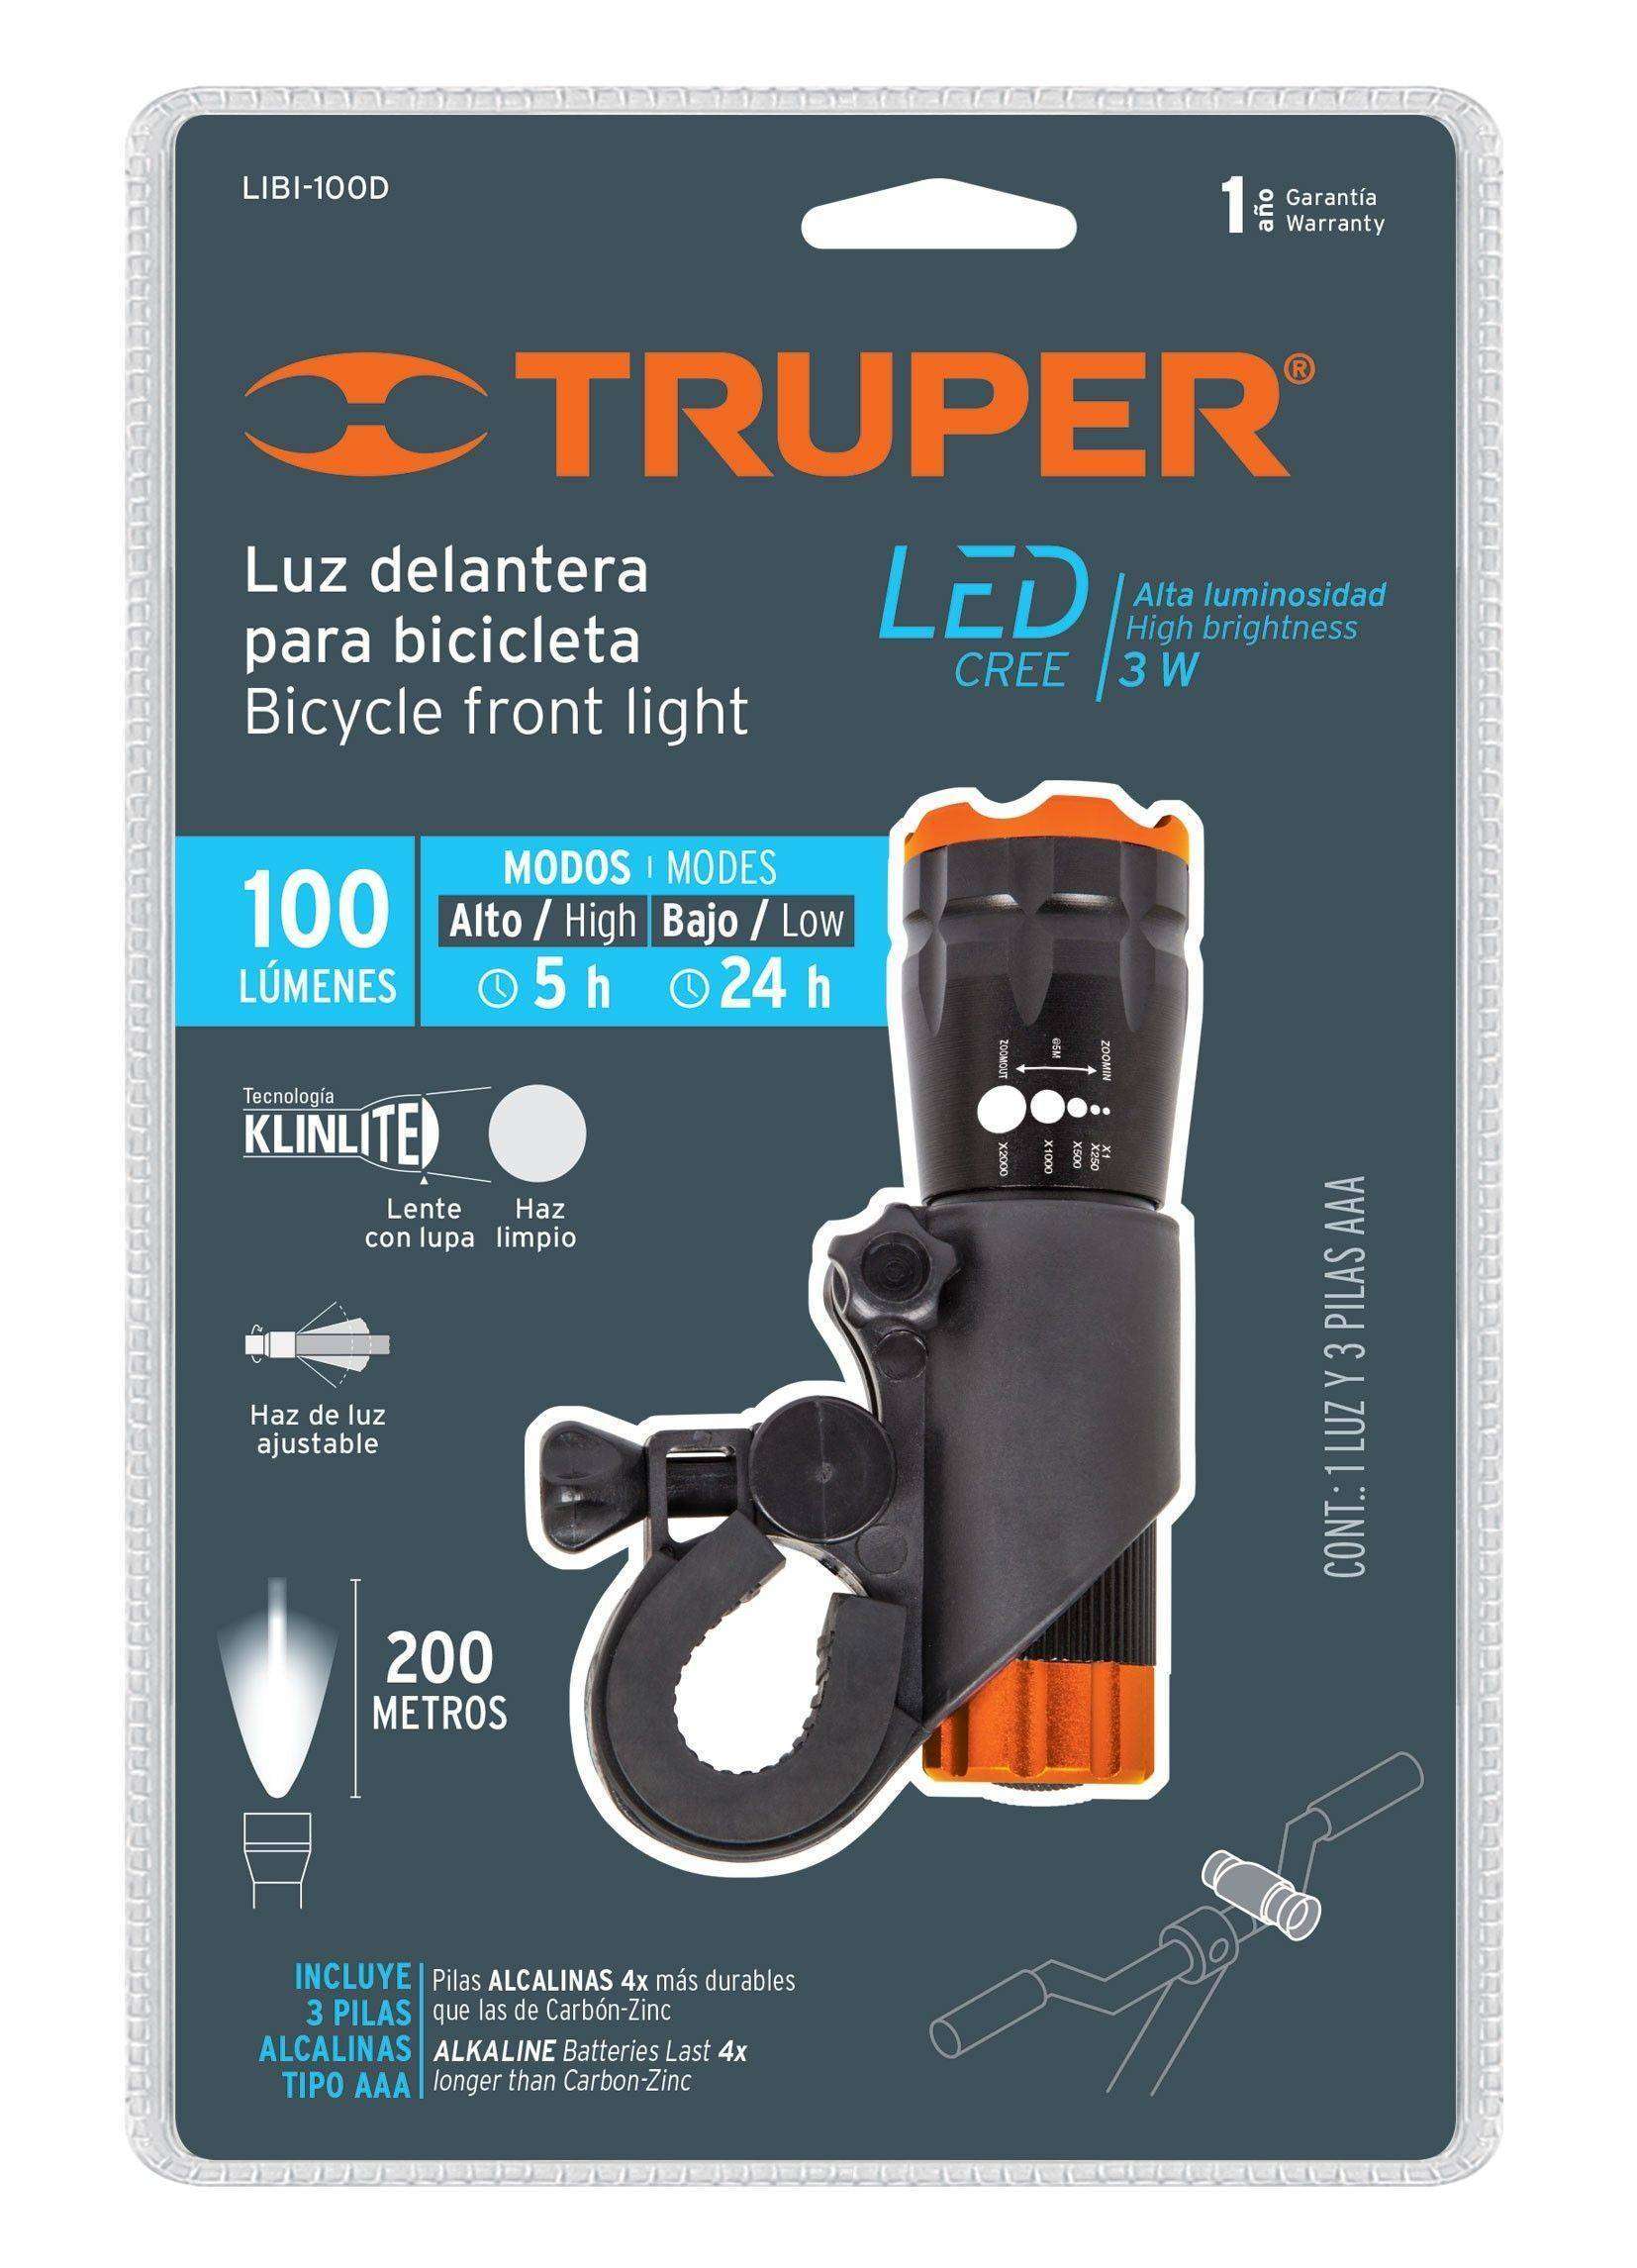 LIBI-100D
1 año Garantía
Warranty
TRUPER®
Luz delantera
para bicicleta
Bicycle front light
LED
CREE
Alta luminosidad
High brightness
3 W
100
LÚMENES
MODOS | MODES
Alto / High
Bajo / Low
5 h
24 h
Tecnología
KLINLITE
Lente
con lupa
Haz
limpio
ZOOMOUT
65M
ZOOMIN
X2000
X1000
X500
X250
X1
Haz de luz
ajustable
CONT.: 1 LUZ Y 3 PILAS AAA
200
METROS
INCLUYE
3 PILAS
ALCALINAS
TIPO AAA
Pilas ALCALINAS 4x más durables
que las de Carbón-Zinc
ALKALINE Batteries Last 4x
longer than Carbon-Zinc